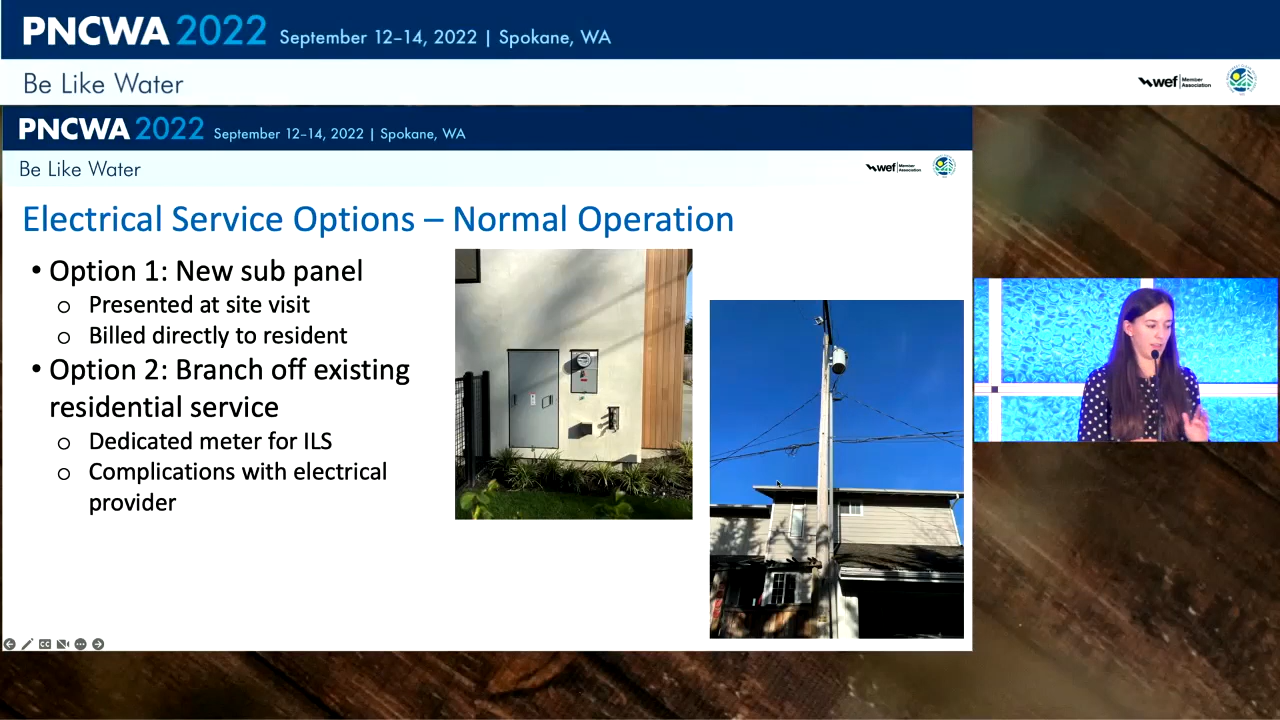 PNCWA 2022 September 12–14, 2022 | Spokane, WA
Be Like Water
wef Member Association
PNCWA 2022 September 12–14, 2022 | Spokane, WA
Be Like Water
wef Member Association
Electrical Service Options – Normal Operation
• Option 1: New sub panel
o Presented at site visit
o Billed directly to resident
• Option 2: Branch off existing
residential service
o Dedicated meter for ILS
o Complications with electrical
provider